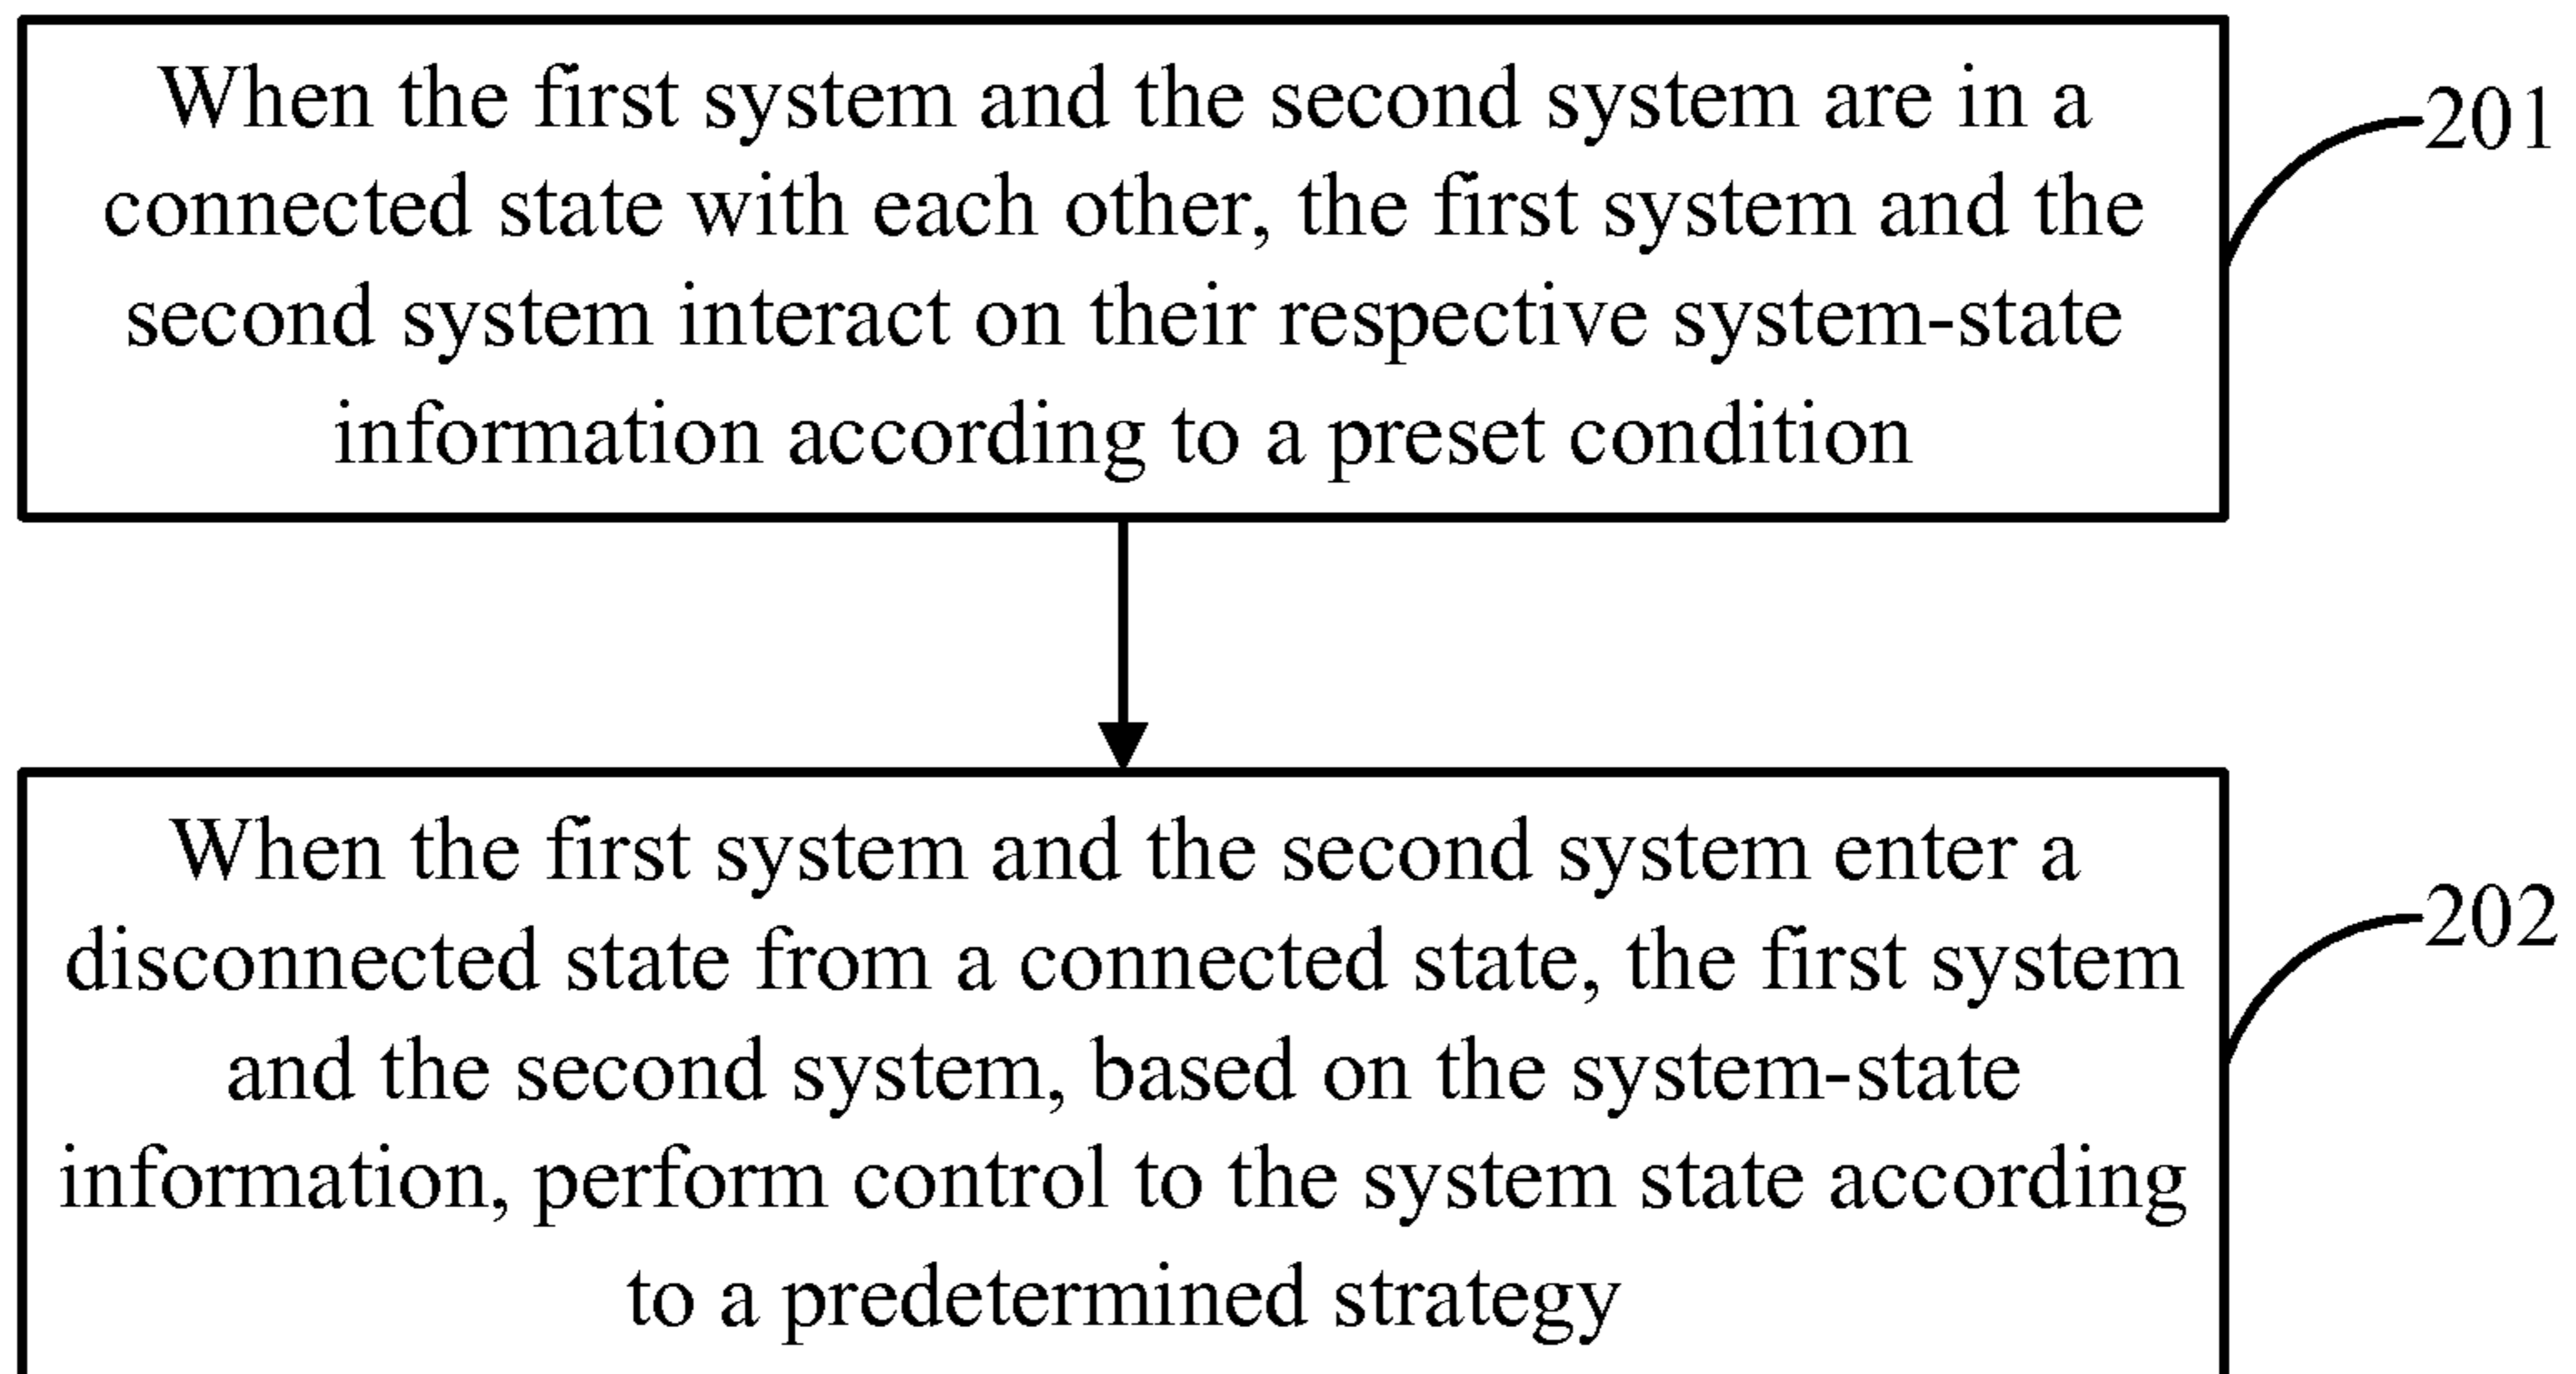 When the first system and the second system are in a
connected state with each other, the first system and the
second system interact on their respective system-state
information according to a preset condition
201
When the first system and the second system enter a
disconnected state from a connected state, the first system
and the second system, based on the system-state
information, perform control to the system state according
to a predetermined strategy
202